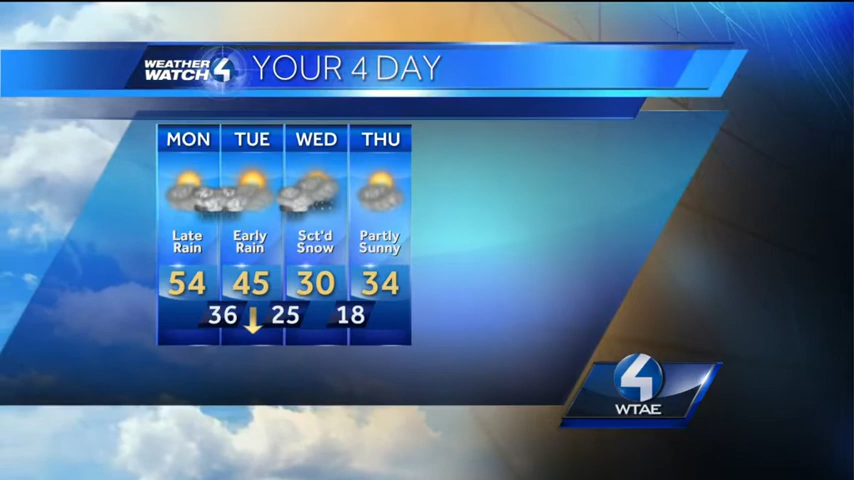 WEATHER
WATCH 4
YOUR 4 DAY
MON TUE WED THU
Late Rain Early Rain Sct'd Snow Partly Sunny
54 45 30 34
36 25 18
4
WTAE